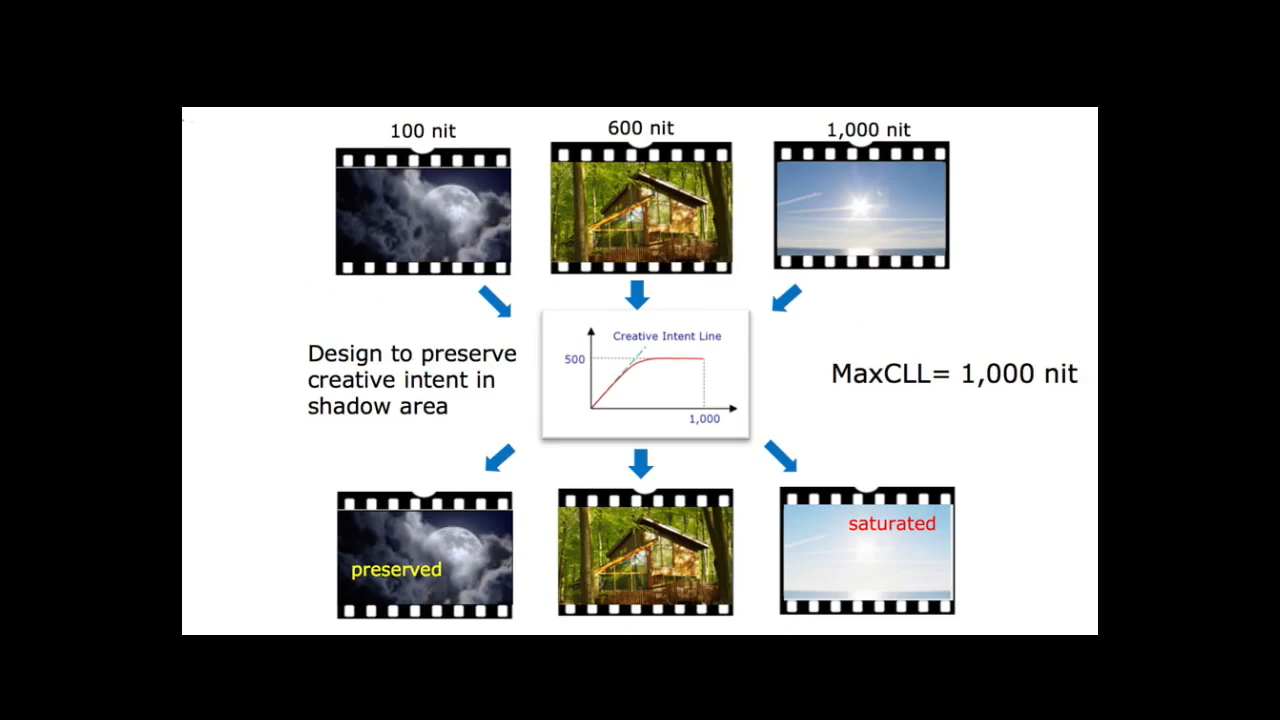 100 nit
600 nit
1,000 nit
Design to preserve
creative intent in
shadow area
Creative Intent Line
500
1,000
MaxCLL= 1,000 nit
preserved
saturated